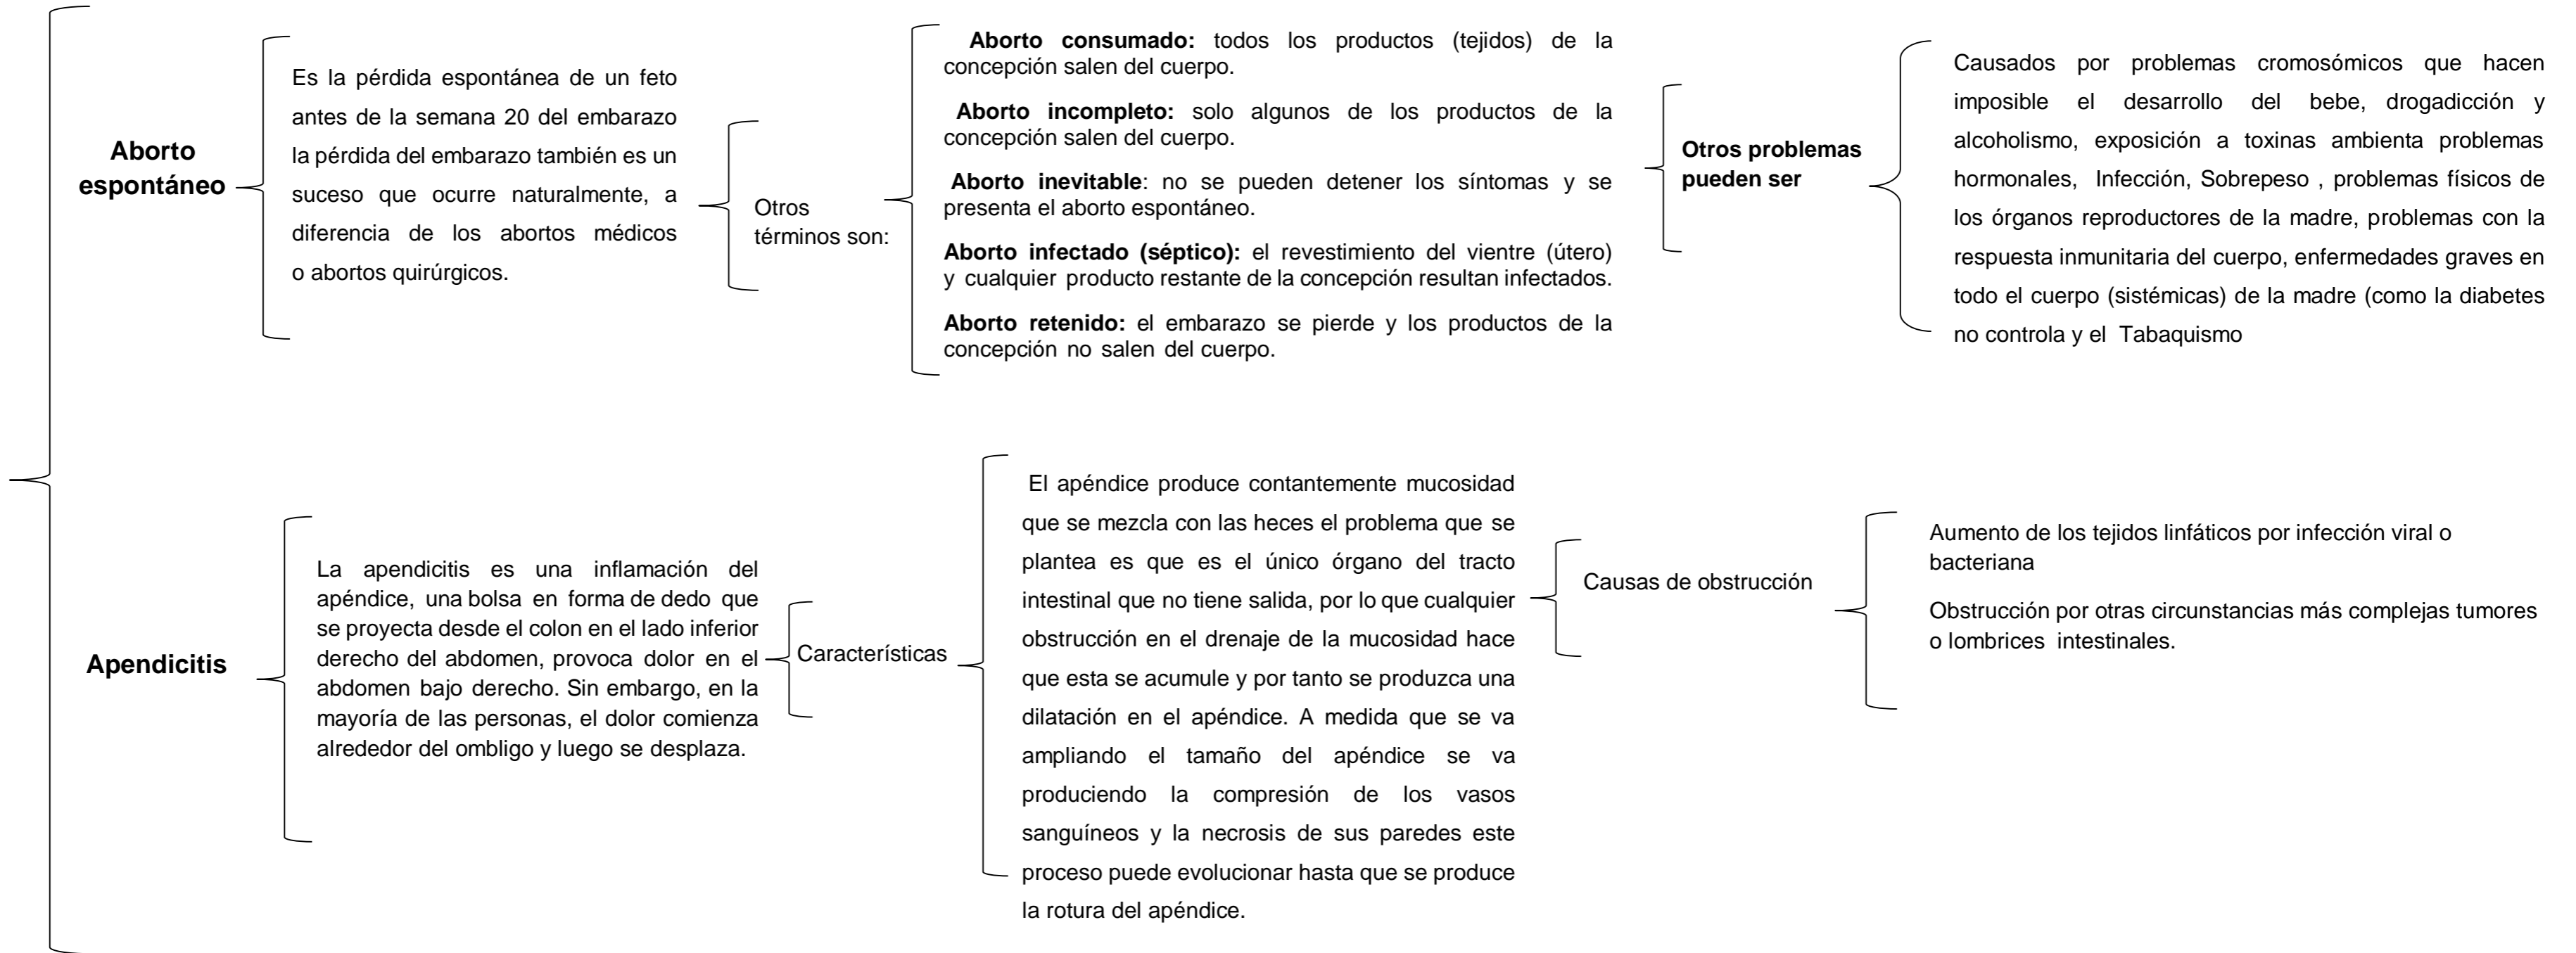 Aborto
espontáneo
Es la pérdida espontánea de un feto
antes de la semana 20 del embarazo
la pérdida del embarazo también es un
suceso que ocurre naturalmente, a
diferencia de los abortos médicos
o abortos quirúrgicos.
Otros
términos son:
Aborto consumado: todos los productos (tejidos) de la
concepción salen del cuerpo.
Aborto incompleto: solo algunos de los productos de la
concepción salen del cuerpo.
Aborto inevitable: no se pueden detener los síntomas y se
presenta el aborto espontáneo.
Aborto infectado (séptico): el revestimiento del vientre (útero)
y cualquier producto restante de la concepción resultan infectados.
Aborto retenido: el embarazo se pierde y los productos de la
concepción no salen del cuerpo.
Otros problemas
pueden ser
Causados por problemas cromosómicos que hacen
imposible el desarrollo del bebe, drogadicción y
alcoholismo, exposición a toxinas ambienta problemas
hormonales, Infección, Sobrepeso , problemas físicos de
los órganos reproductores de la madre, problemas con la
respuesta inmunitaria del cuerpo, enfermedades graves en
todo el cuerpo (sistémicas) de la madre (como la diabetes
no controla y el Tabaquismo
Apendicitis
La apendicitis es una inflamación del
apéndice, una bolsa en forma de dedo que
se proyecta desde el colon en el lado inferior
derecho del abdomen, provoca dolor en el
abdomen bajo derecho. Sin embargo, en la
mayoría de las personas, el dolor comienza
alrededor del ombligo y luego se desplaza.
Características
El apéndice produce contantemente mucosidad
que se mezcla con las heces el problema que se
plantea es que es el único órgano del tracto
intestinal que no tiene salida, por lo que cualquier
obstrucción en el drenaje de la mucosidad hace
que esta se acumule y por tanto se produzca una
dilatación en el apéndice. A medida que se va
ampliando el tamaño del apéndice se va
produciendo la compresión de los vasos
sanguíneos y la necrosis de sus paredes este
proceso puede evolucionar hasta que se produce
la rotura del apéndice.
Causas de obstrucción
Aumento de los tejidos linfáticos por infección viral o
bacteriana
Obstrucción por otras circunstancias más complejas tumores
o lombrices intestinales.